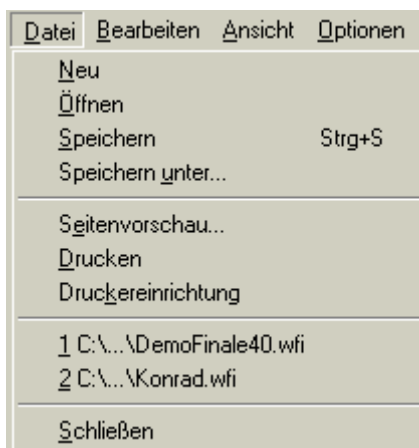 Datei Bearbeiten Ansicht Optionen
Neu
Öffnen
Speichern Strg+S
Speichern unter...
Seitenvorschau...
Drucken
Druckereinrichtung
1 C:\...\DemoFinale40.wfi
2 C:\...\Konrad.wfi
Schließen